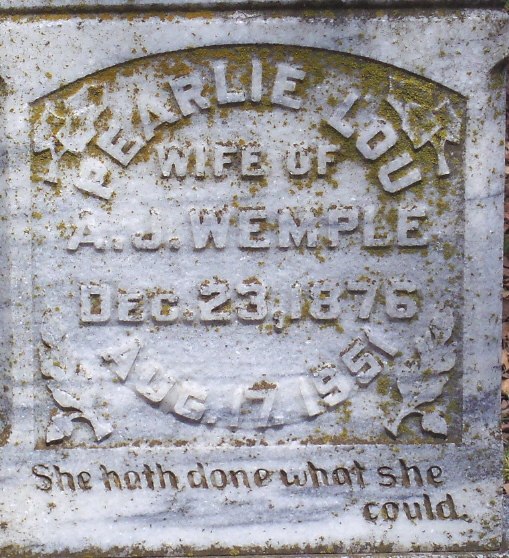 PEARLIE LOU
WIFE OF
A.J. WEMPLE
DEC. 23, 1876
AUG. 17, 1951
She hath done what she
could.